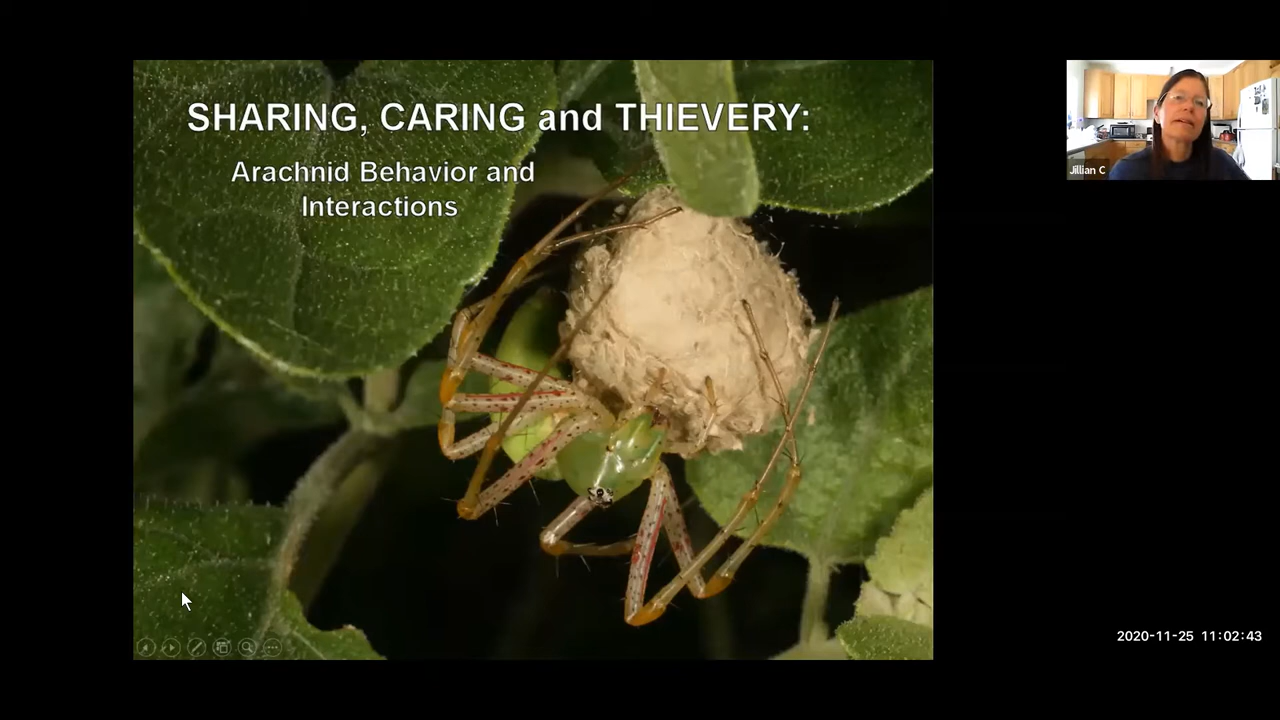 SHARING, CARING and THIEVERY:
Arachnid Behavior and
Interactions
Jillian C
2020-11-25 11:02:43